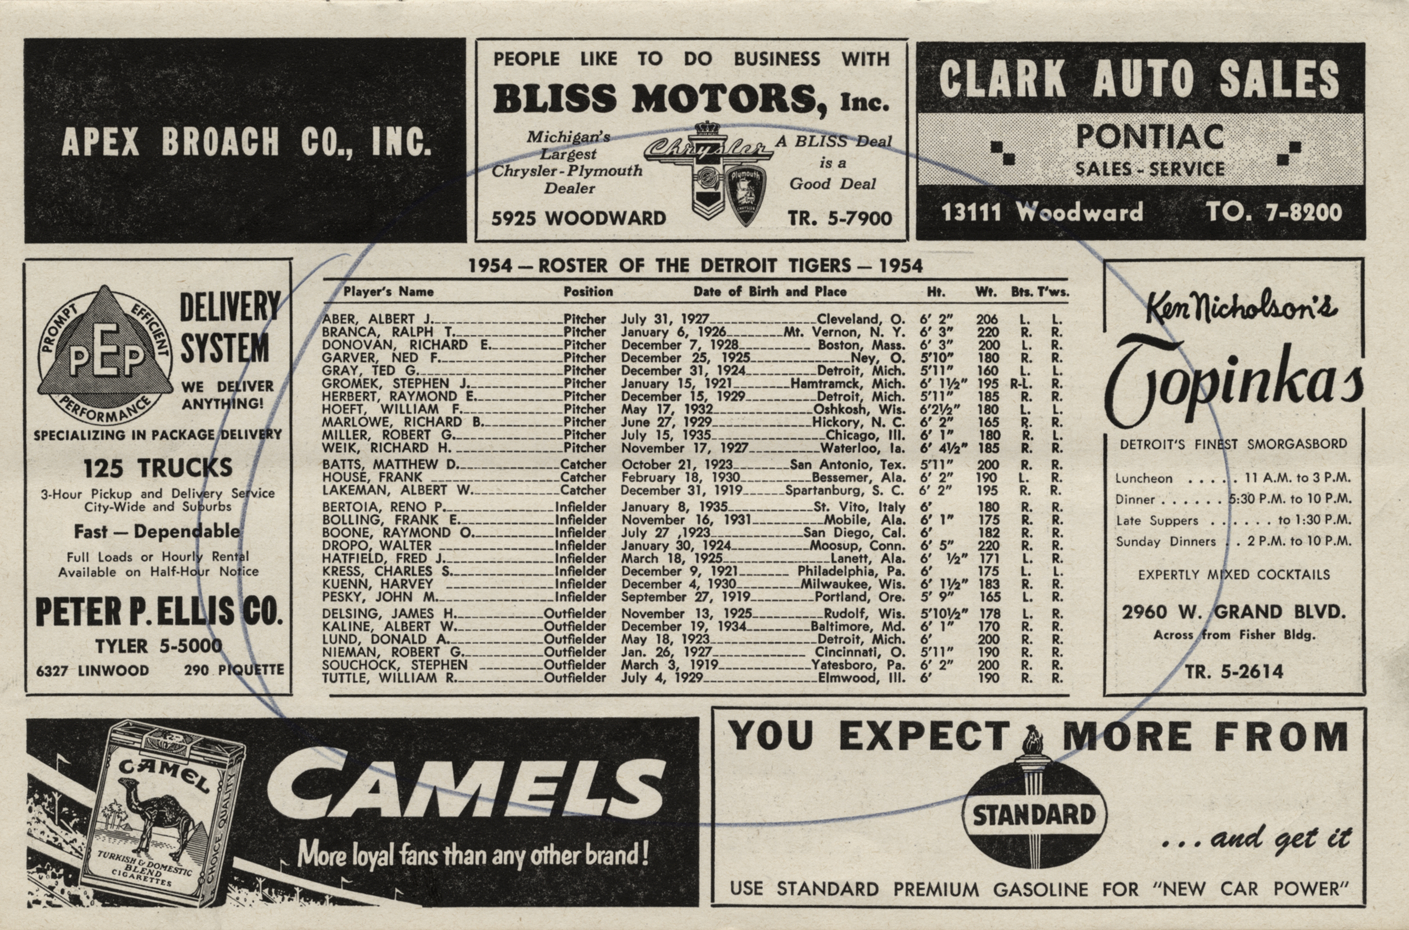 APEX BROACH CO., INC.
PEOPLE LIKE TO DO BUSINESS WITH
BLISS MOTORS, Inc.
Michigan's
Largest
Chrysler-Plymouth
Dealer
Chrysler
Plymouth
A BLISS Deal
is a
Good Deal
5925 WOODWARD TR. 5-7900
CLARK AUTO SALES
PONTIAC
SALES - SERVICE
13111 Woodward TO. 7-8200
PROMPT EFFICIENT
PEP
PERFORMANCE
DELIVERY
SYSTEM
WE DELIVER
ANYTHING!
SPECIALIZING IN PACKAGE DELIVERY
125 TRUCKS
3-Hour Pickup and Delivery Service
City-Wide and Suburbs
Fast — Dependable
Full Loads or Hourly Rental
Available on Half-Hour Notice
PETER P. ELLIS CO.
TYLER 5-5000
6327 LINWOOD 290 PIQUETTE
1954 — ROSTER OF THE DETROIT TIGERS — 1954
Player's Name Position Date of Birth and Place Ht. Wt. Bts. T'ws.
ABER, ALBERT J. Pitcher July 31, 1927 Cleveland, O. 6' 2" 206 L. L.
BRANCA, RALPH T. Pitcher January 6, 1926 Mt. Vernon, N. Y. 6' 3" 220 R. R.
DONOVAN, RICHARD E. Pitcher December 7, 1928 Boston, Mass. 6' 3" 200 L. R.
GARVER, NED F. Pitcher December 25, 1925 Ney, O. 5'10" 180 R. R.
GRAY, TED G. Pitcher December 31, 1924 Detroit, Mich. 5'11" 160 L. L.
GROMEK, STEPHEN J. Pitcher January 15, 1921 Hamtramck, Mich. 6' 1½" 195 R-L. R.
HERBERT, RAYMOND E. Pitcher December 15, 1929 Detroit, Mich. 5'11" 185 R. R.
HOEFT, WILLIAM F. Pitcher May 17, 1932 Oshkosh, Wis. 6'2½" 180 L. L.
MARLOWE, RICHARD B. Pitcher June 27, 1929 Hickory, N. C. 6' 2" 165 R. R.
MILLER, ROBERT G. Pitcher July 15, 1935 Chicago, Ill. 6' 1" 180 R. L.
WEIK, RICHARD H. Pitcher November 17, 1927 Waterloo, Ia. 6' 4½" 185 R. R.
BATTS, MATTHEW D. Catcher October 21, 1923 San Antonio, Tex. 5'11" 200 R. R.
HOUSE, FRANK Catcher February 18, 1930 Bessemer, Ala. 6' 2" 190 L. R.
LAKEMAN, ALBERT W. Catcher December 31, 1919 Spartanburg, S. C. 6' 2" 195 R. R.
BERTOIA, RENO P. Infielder January 8, 1935 St. Vito, Italy 6' 180 R. R.
BOLLING, FRANK E. Infielder November 16, 1931 Mobile, Ala. 6' 1" 175 R. R.
BOONE, RAYMOND O. Infielder July 27 ,1923 San Diego, Cal. 6' 182 R. R.
DROPO, WALTER Infielder January 30, 1924 Moosup, Conn. 6' 5" 220 R. R.
HATFIELD, FRED J. Infielder March 18, 1925 Lanett, Ala. 6' ½" 171 L. R.
KRESS, CHARLES S. Infielder December 9, 1921 Philadelphia, Pa. 6' 175 L. L.
KUENN, HARVEY Infielder December 4, 1930 Milwaukee, Wis. 6' 1½" 183 R. R.
PESKY, JOHN M. Infielder September 27, 1919 Portland, Ore. 5' 9" 165 L. R.
DELSING, JAMES H. Outfielder November 13, 1925 Rudolf, Wis. 5'10½" 178 L. R.
KALINE, ALBERT W. Outfielder December 19, 1934 Baltimore, Md. 6' 1" 170 R. R.
LUND, DONALD A. Outfielder May 18, 1923 Detroit, Mich. 6' 200 R. R.
NIEMAN, ROBERT G. Outfielder Jan. 26, 1927 Cincinnati, O. 5'11" 190 R. R.
SOUCHOCK, STEPHEN Outfielder March 3, 1919 Yatesboro, Pa. 6' 2" 200 R. R.
TUTTLE, WILLIAM R. Outfielder July 4, 1929 Elmwood, Ill. 6' 190 R. R.
Ken Nicholson's
Topinkas
DETROIT'S FINEST SMORGASBORD
Luncheon . . . . . 11 A.M. to 3 P.M.
Dinner . . . . . . 5:30 P.M. to 10 P.M.
Late Suppers . . . . . . to 1:30 P.M.
Sunday Dinners . . 2 P.M. to 10 P.M.
EXPERTLY MIXED COCKTAILS
2960 W. GRAND BLVD.
Across from Fisher Bldg.
TR. 5-2614
CAMEL
TURKISH & DOMESTIC
BLEND
CIGARETTES
CHOICE QUALITY
CAMELS
More loyal fans than any other brand!
YOU EXPECT MORE FROM
STANDARD
... and get it
USE STANDARD PREMIUM GASOLINE FOR "NEW CAR POWER"